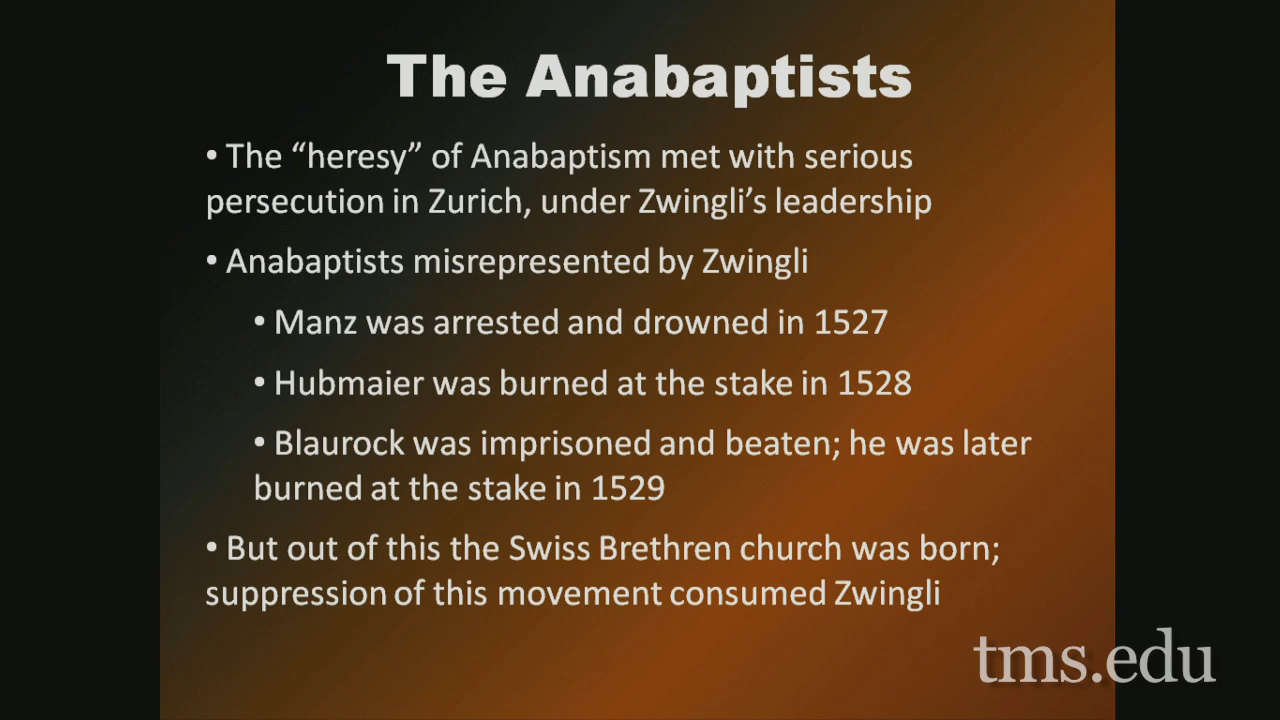 The Anabaptists
• The “heresy” of Anabaptism met with serious
persecution in Zurich, under Zwingli’s leadership
• Anabaptists misrepresented by Zwingli
• Manz was arrested and drowned in 1527
• Hubmaier was burned at the stake in 1528
• Blaurock was imprisoned and beaten; he was later
burned at the stake in 1529
• But out of this the Swiss Brethren church was born;
suppression of this movement consumed Zwingli
tms.edu